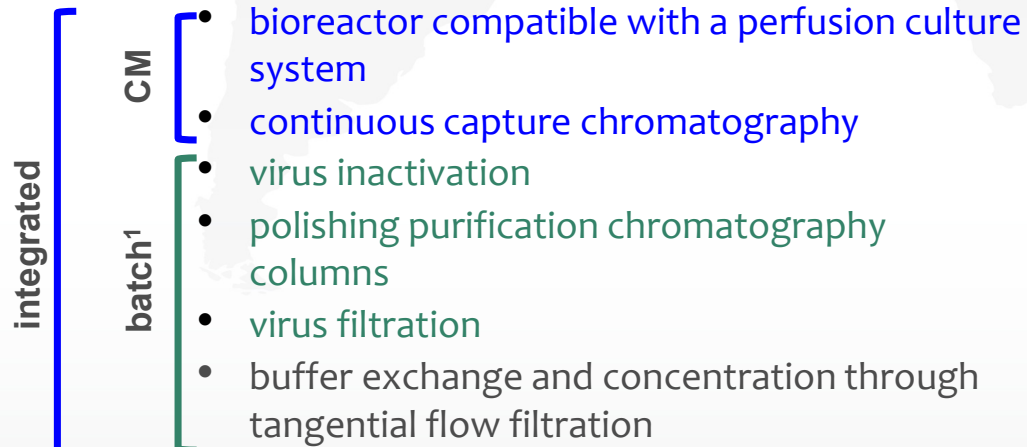 integrated
CM
batch¹
• bioreactor compatible with a perfusion culture
system
• continuous capture chromatography
• virus inactivation
• polishing purification chromatography
columns
• virus filtration
• buffer exchange and concentration through
tangential flow filtration